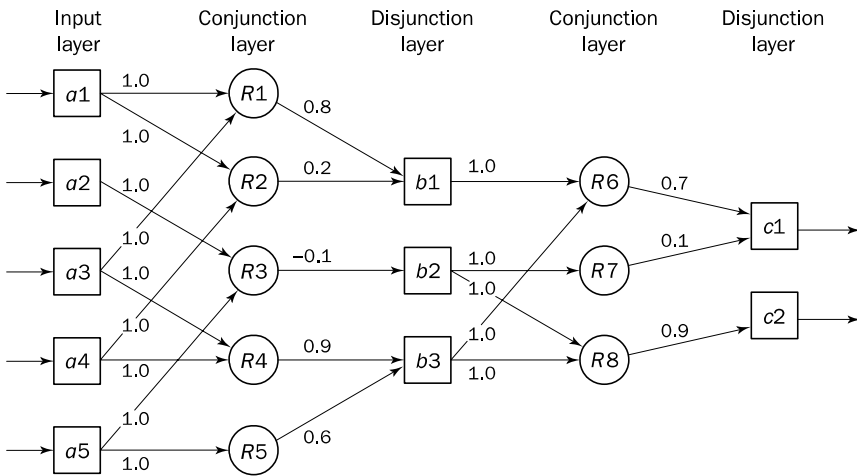 Input layer
Conjunction layer
Disjunction layer
Conjunction layer
Disjunction layer
a1 1.0 R1 0.8
1.0
a2 1.0 R2 0.2 b1 1.0 R6 0.7
c1
1.0
a3 1.0 R3 −0.1 b2 1.0 R7 0.1
1.0
1.0 c2
a4 1.0 R4 0.9 b3 1.0 1.0 R8 0.9
1.0
a5 1.0 R5 0.6